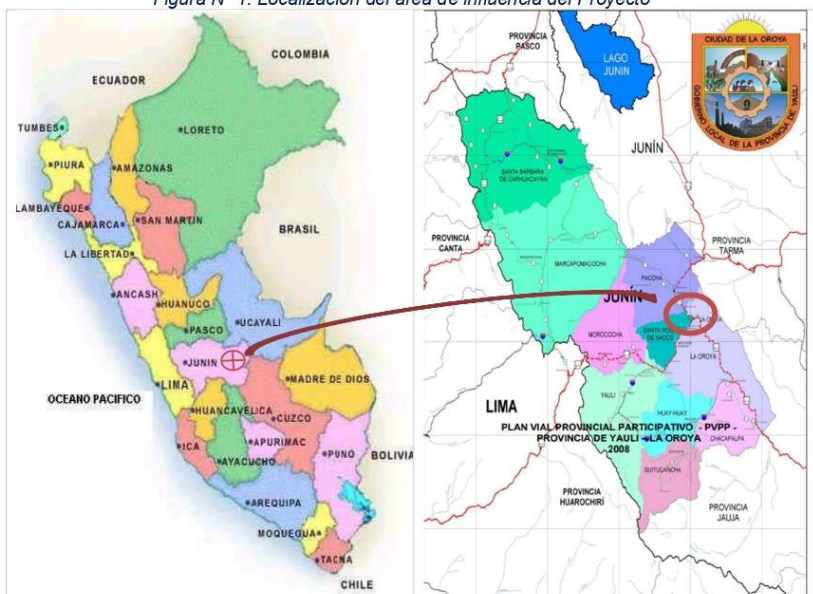 Figura N° 1: Localización del área de influencia del Proyecto
COLOMBIA
ECUADOR
TUMBES
LORETO
PIURA
AMAZONAS
LAMBAYEQUE
CAJAMARCA
SAN MARTIN
BRASIL
LA LIBERTAD
ANCASH
HUANUCO
PASCO
UCAYALI
JUNIN
LIMA
MADRE DE DIOS
OCEANO PACIFICO
HUANCAVELICA
CUZCO
ICA
APURIMAC
PUNO
BOLIVIA
AYACUCHO
AREQUIPA
MOQUEGUA
TACNA
CHILE
PROVINCIA
PASCO
LAGO
JUNIN
CIUDAD DE LA OROYA
GOBIERNO LOCAL DE LA PROVINCIA DE YAULI
JUNÍN
SANTA BARBARA
DE CARHUACAYAN
PROVINCIA
CANTA
MARCAPOMACOCHA
PROVINCIA
TARMA
PACCHA
JUNÍN
LA OROYA
MOROCOCHA
SANTA ROSA
DE SACCO
LA OROYA
YAULI
LIMA
HUAY-HUAY
PLAN VIAL PROVINCIAL PARTICIPATIVO - PVPP -
PROVINCIA DE YAULI - LA OROYA
2008
CHACAPALPA
SUITUCANCHA
PROVINCIA
HUAROCHIRÍ
PROVINCIA
JAUJA